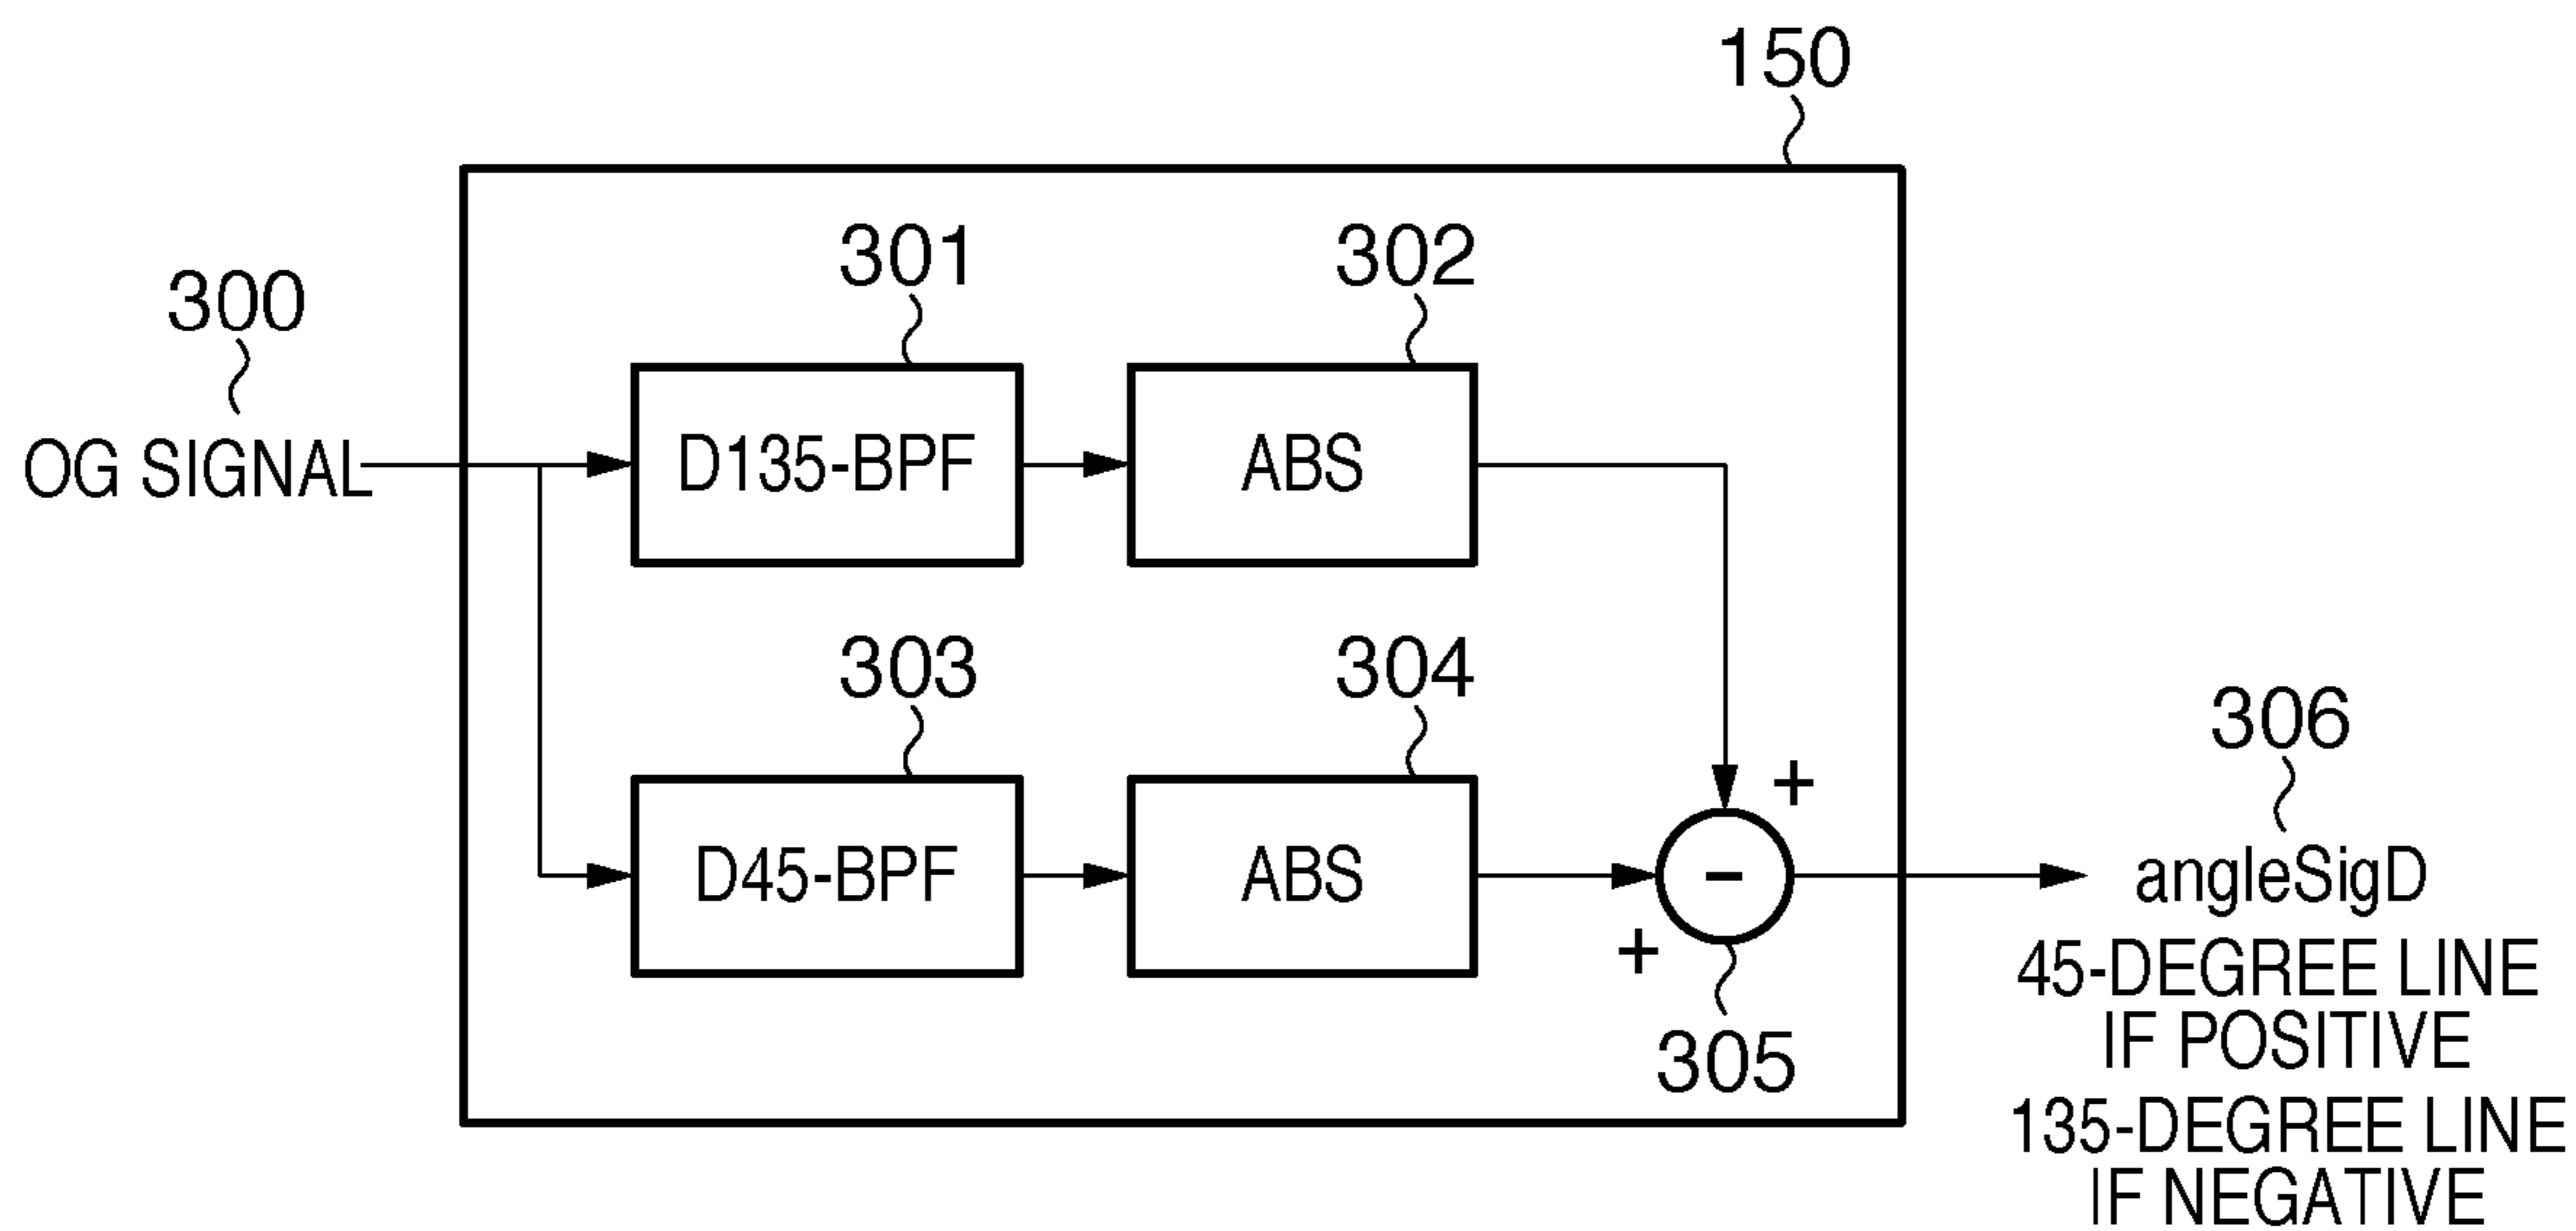 150
301
302
300
OG SIGNAL
D135-BPF
ABS
303
304
306
+
D45-BPF
ABS
-
+
angleSigD
45-DEGREE LINE
IF POSITIVE
305
135-DEGREE LINE
IF NEGATIVE